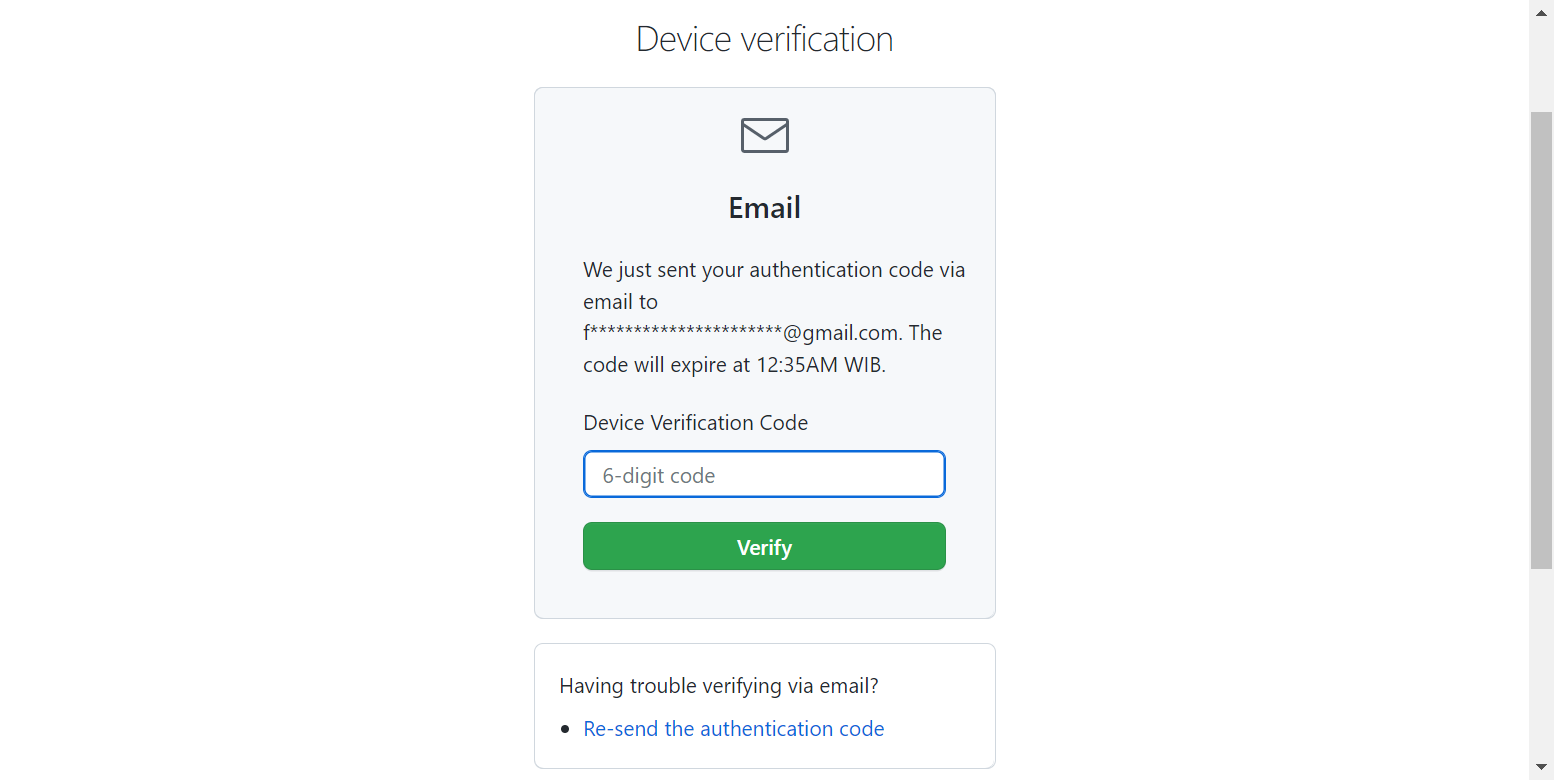 Device verification
Email
We just sent your authentication code via
email to
f**********************@gmail.com. The
code will expire at 12:35AM WIB.
Device Verification Code
6-digit code
Verify
Having trouble verifying via email?
• Re-send the authentication code